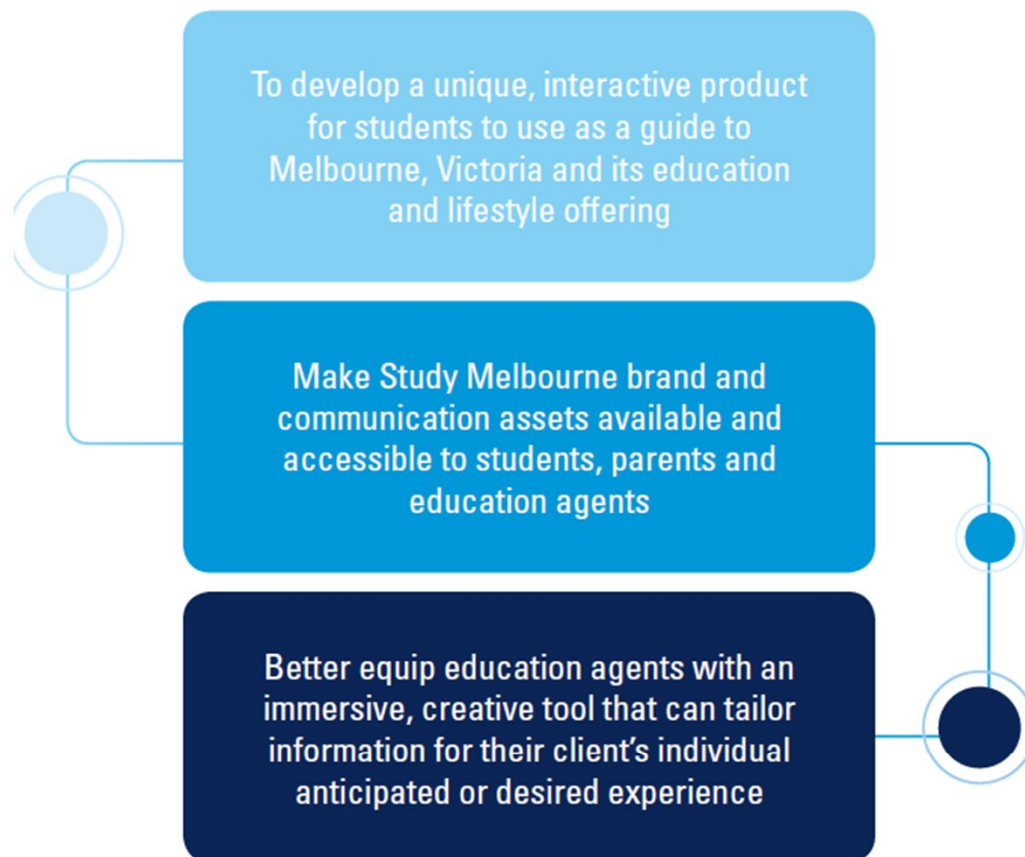 To develop a unique, interactive product
for students to use as a guide to
Melbourne, Victoria and its education
and lifestyle offering
Make Study Melbourne brand and
communication assets available and
accessible to students, parents and
education agents
Better equip education agents with an
immersive, creative tool that can tailor
information for their client’s individual
anticipated or desired experience